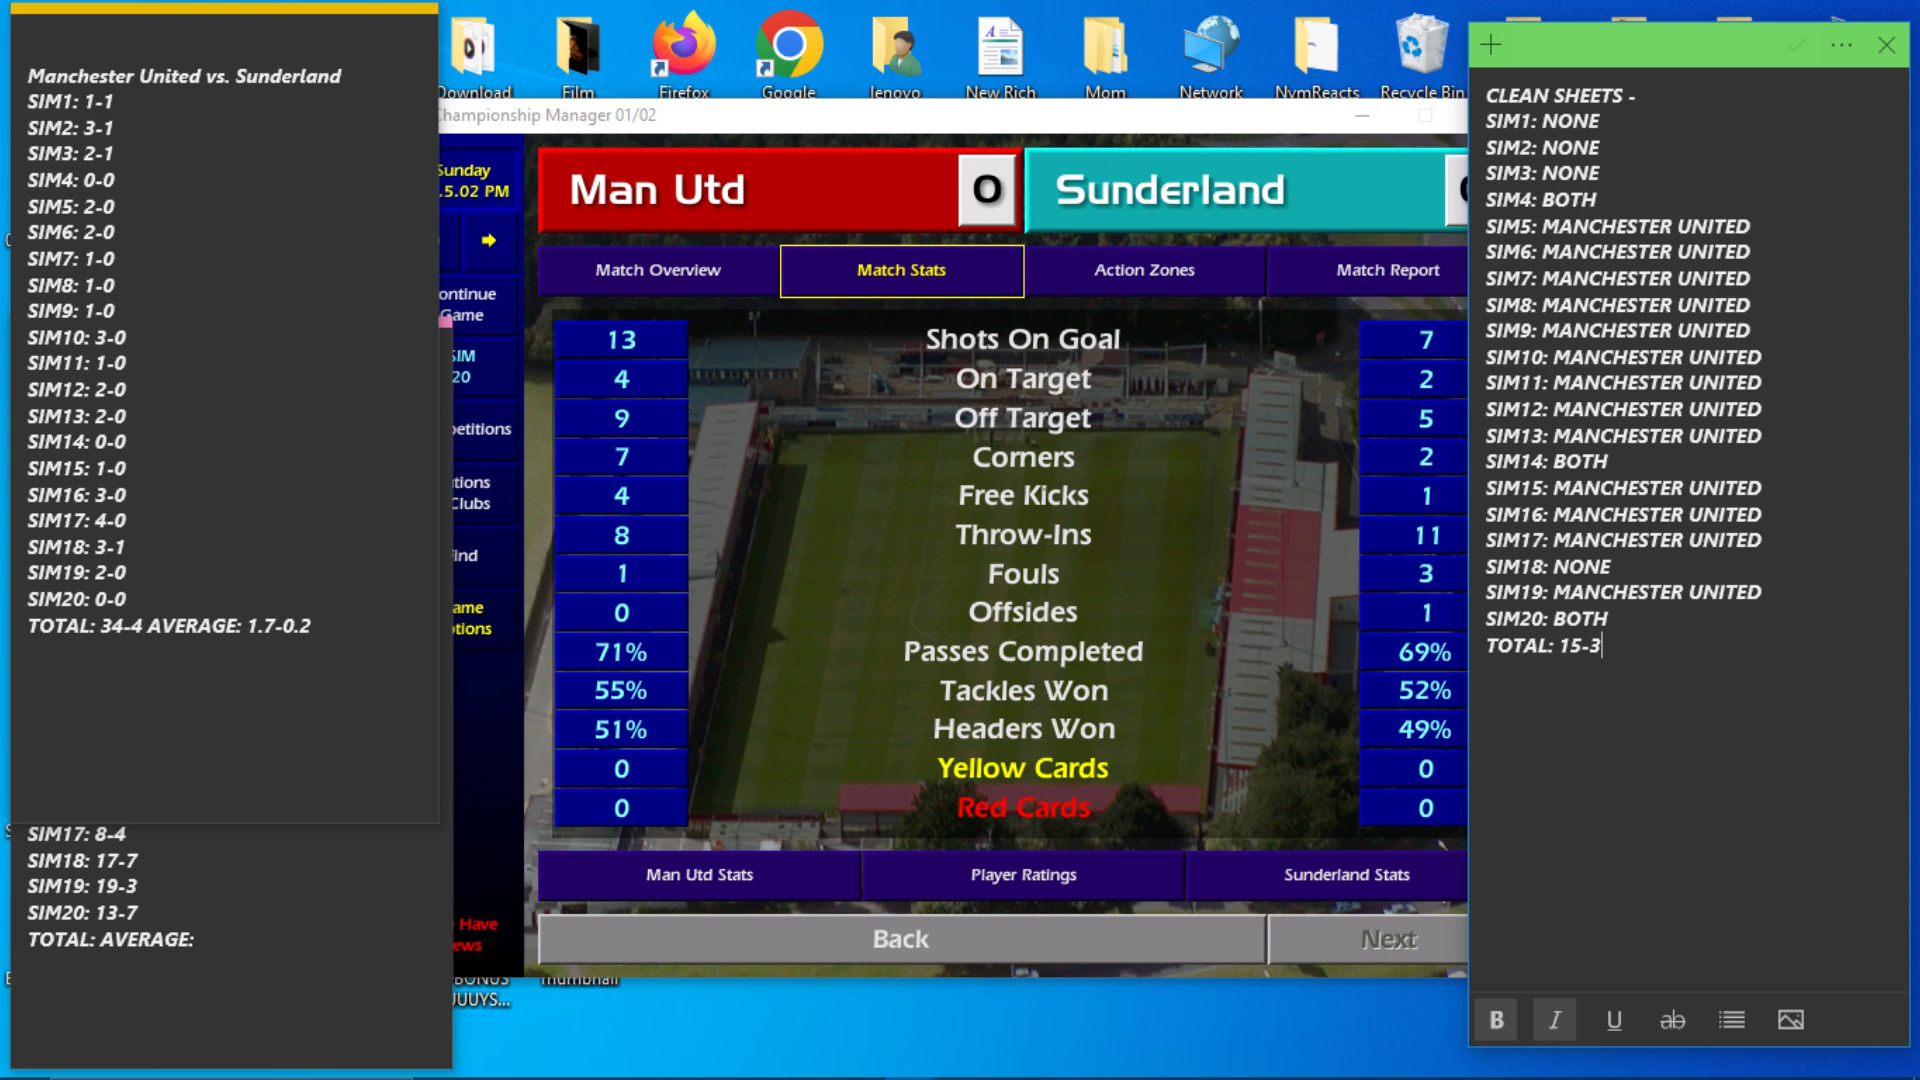 Manchester United vs. Sunderland
SIM1: 1-1
SIM2: 3-1
SIM3: 2-1
SIM4: 0-0
SIM5: 2-0
SIM6: 2-0
SIM7: 1-0
SIM8: 1-0
SIM9: 1-0
SIM10: 3-0
SIM11: 1-0
SIM12: 2-0
SIM13: 2-0
SIM14: 0-0
SIM15: 1-0
SIM16: 3-0
SIM17: 4-0
SIM18: 3-1
SIM19: 2-0
SIM20: 0-0
TOTAL: 34-4 AVERAGE: 1.7-0.2
SIM17: 8-4
SIM18: 17-7
SIM19: 19-3
SIM20: 13-7
TOTAL: AVERAGE:
Download Film Firefox Google lenovo New Rich Mom Network NymReacts Recycle Bin
Championship Manager 01/02
Sunday
.5.02 PM
ontinue
Game
SIM
20
petitions
tions
Clubs
ind
ame
ptions
Have
ews
Man Utd 0 Sunderland
Match Overview Match Stats Action Zones Match Report
13 Shots On Goal 7
4 On Target 2
9 Off Target 5
7 Corners 2
4 Free Kicks 1
8 Throw-Ins 11
1 Fouls 3
0 Offsides 1
71% Passes Completed 69%
55% Tackles Won 52%
51% Headers Won 49%
0 Yellow Cards 0
0 Red Cards 0
Man Utd Stats Player Ratings Sunderland Stats
Back Next
BONUS Thumbnail
UUUYS...
CLEAN SHEETS -
SIM1: NONE
SIM2: NONE
SIM3: NONE
SIM4: BOTH
SIM5: MANCHESTER UNITED
SIM6: MANCHESTER UNITED
SIM7: MANCHESTER UNITED
SIM8: MANCHESTER UNITED
SIM9: MANCHESTER UNITED
SIM10: MANCHESTER UNITED
SIM11: MANCHESTER UNITED
SIM12: MANCHESTER UNITED
SIM13: MANCHESTER UNITED
SIM14: BOTH
SIM15: MANCHESTER UNITED
SIM16: MANCHESTER UNITED
SIM17: MANCHESTER UNITED
SIM18: NONE
SIM19: MANCHESTER UNITED
SIM20: BOTH
TOTAL: 15-3
B I U ab